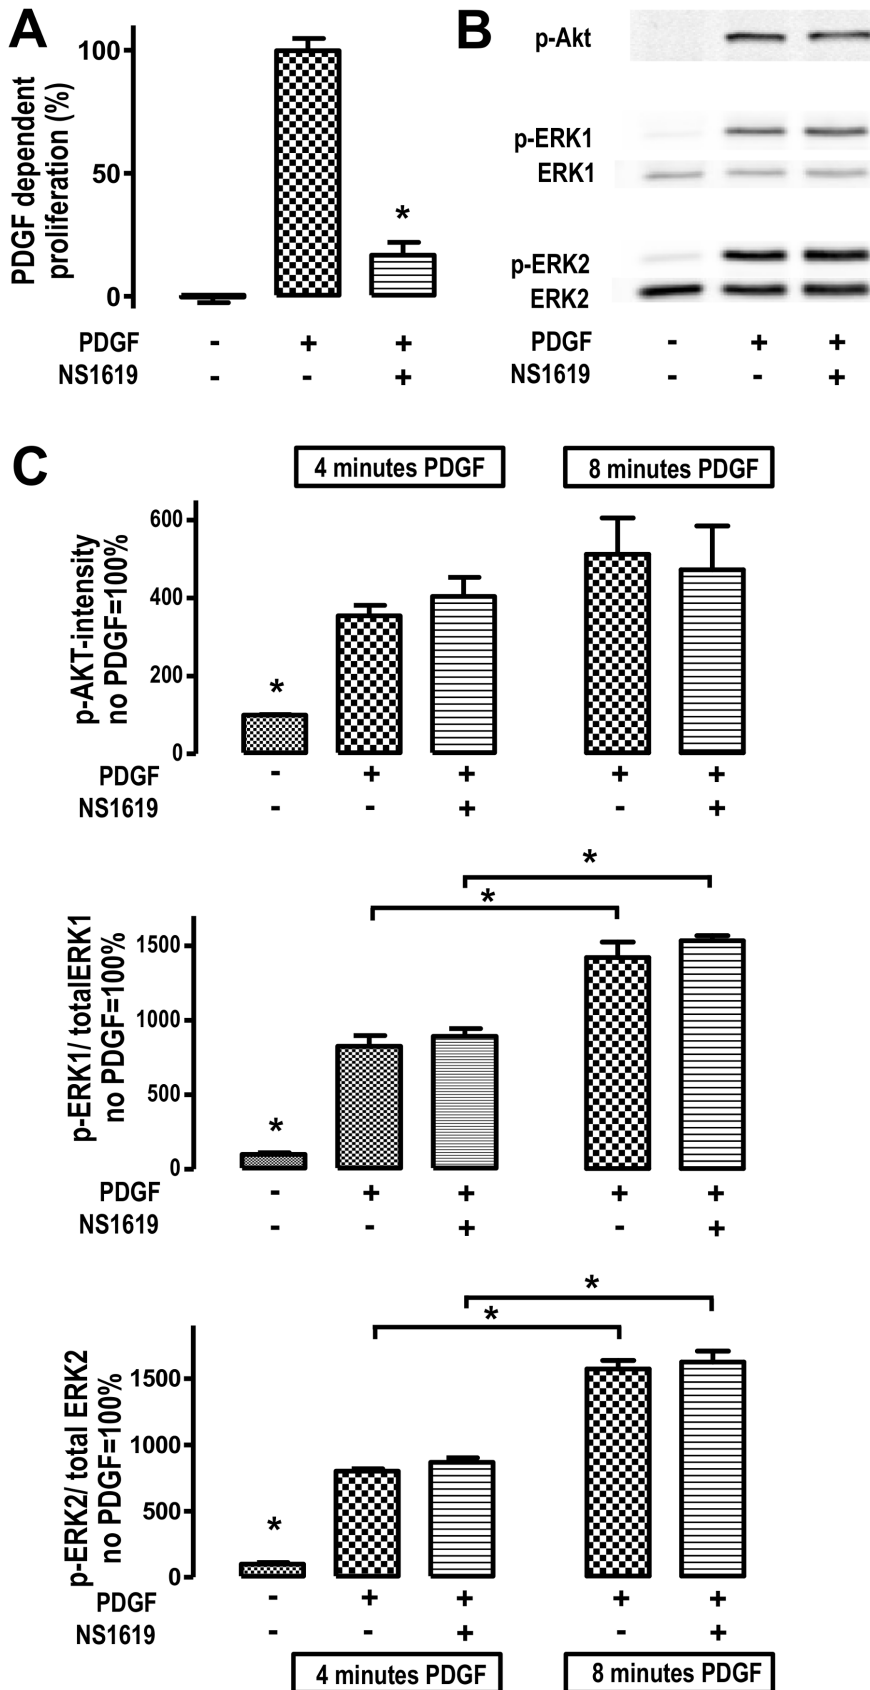 A
PDGF dependent
proliferation (%)
100
50
0
*
PDGF - + +
NS1619 - - +
B
p-Akt
p-ERK1
ERK1
p-ERK2
ERK2
PDGF - + +
NS1619 - - +
C
4 minutes PDGF
8 minutes PDGF
p-AKT-intensity
no PDGF=100%
600
400
200
0
*
PDGF - + + + +
NS1619 - - + - +
p-ERK1/ totalERK1
no PDGF=100%
1500
1000
500
0
*
*
*
PDGF - + + + +
NS1619 - - + - +
p-ERK2/ total ERK2
no PDGF=100%
1500
1000
500
0
*
*
*
PDGF - + + + +
NS1619 - - + - +
4 minutes PDGF
8 minutes PDGF